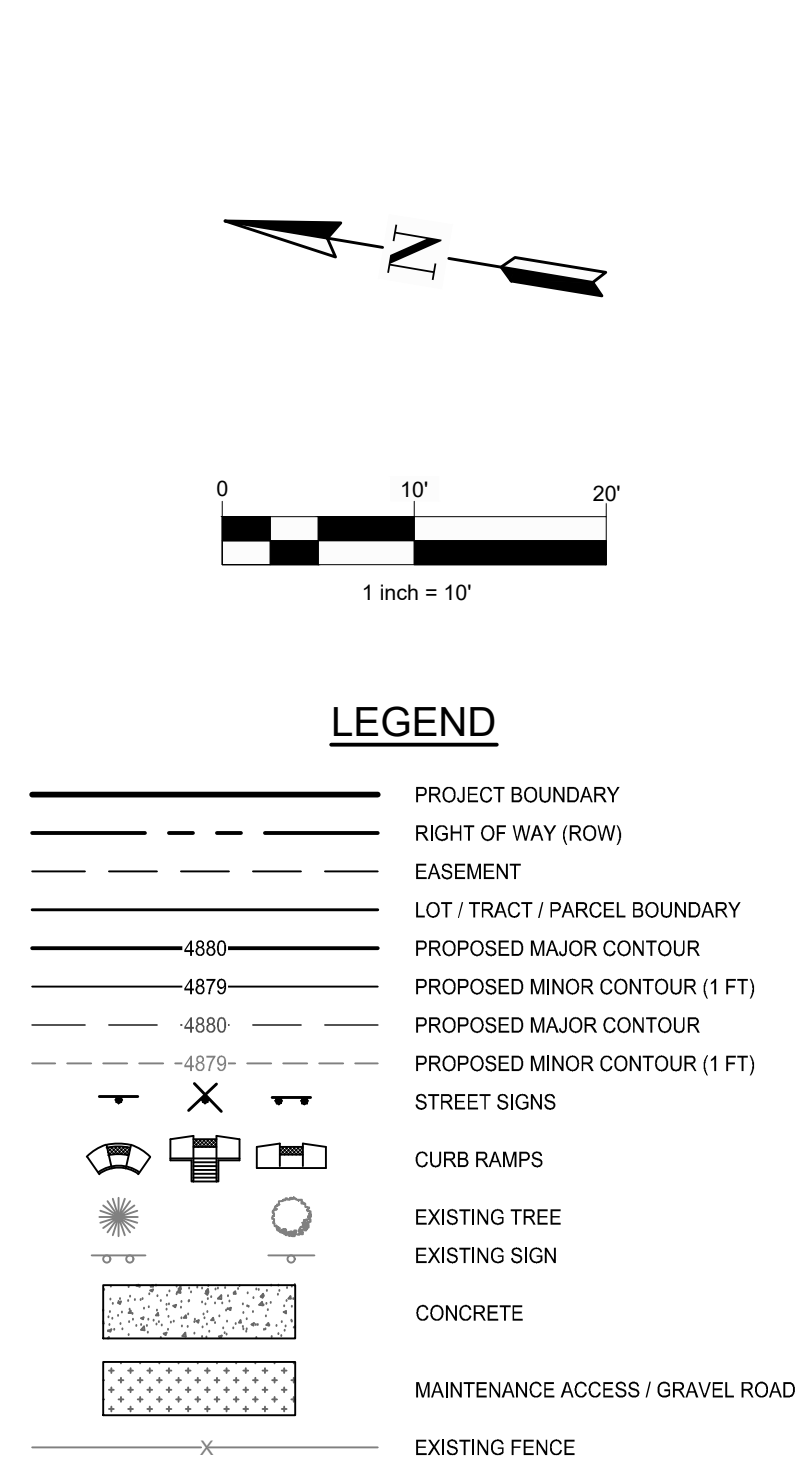 N
0 10' 20'
1 inch = 10'
LEGEND
PROJECT BOUNDARY
RIGHT OF WAY (ROW)
EASEMENT
LOT / TRACT / PARCEL BOUNDARY
4880 PROPOSED MAJOR CONTOUR
4879 PROPOSED MINOR CONTOUR (1 FT)
4880 PROPOSED MAJOR CONTOUR
4879 PROPOSED MINOR CONTOUR (1 FT)
STREET SIGNS
CURB RAMPS
EXISTING TREE
EXISTING SIGN
CONCRETE
MAINTENANCE ACCESS / GRAVEL ROAD
X EXISTING FENCE